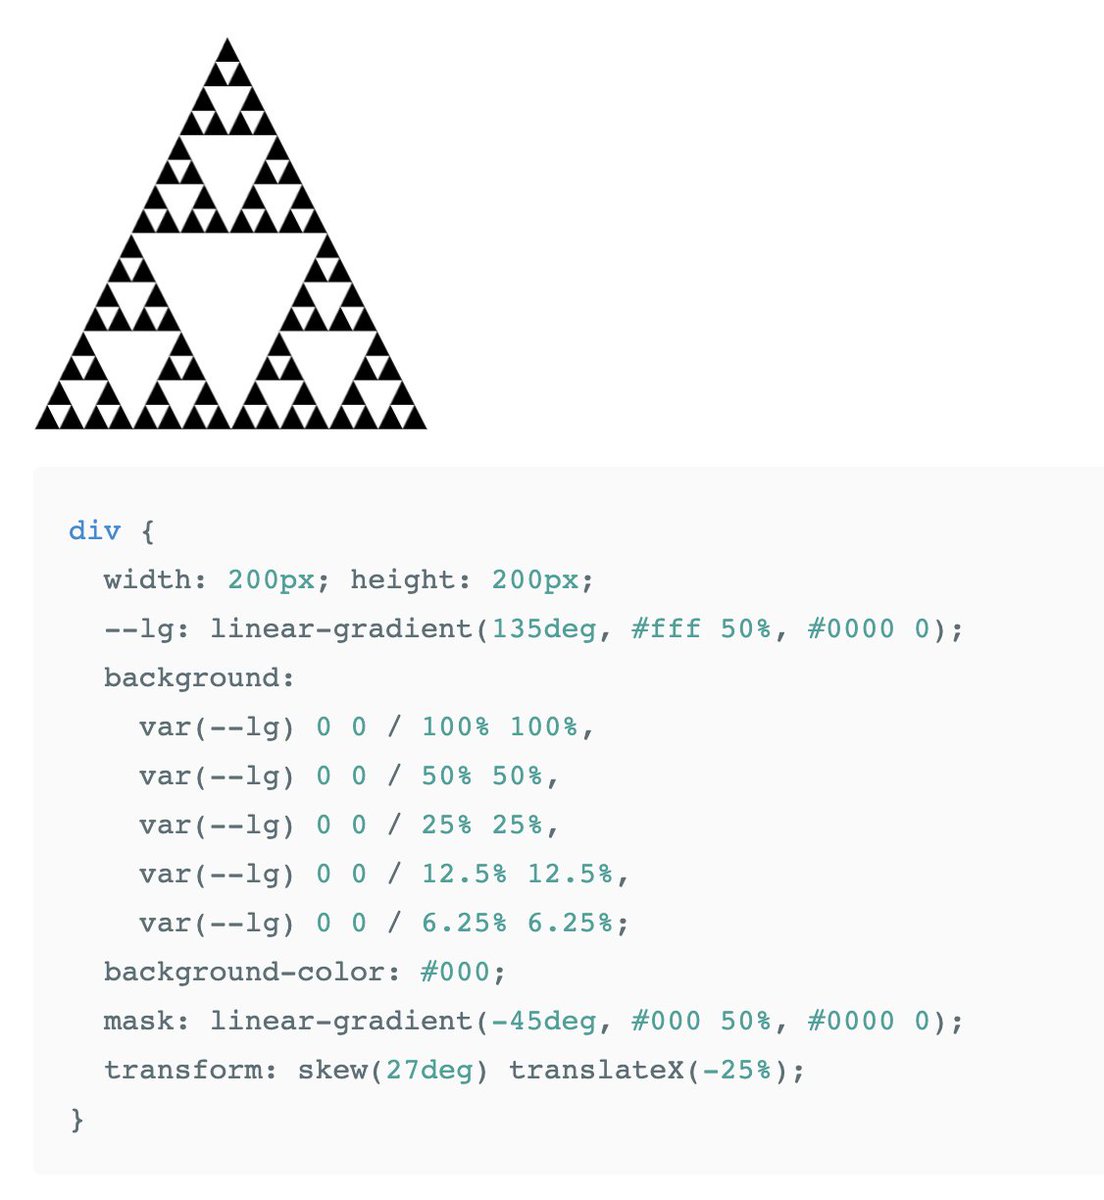 div {
  width: 200px; height: 200px;
  --lg: linear-gradient(135deg, #fff 50%, #0000 0);
  background:
    var(--lg) 0 0 / 100% 100%,
    var(--lg) 0 0 / 50% 50%,
    var(--lg) 0 0 / 25% 25%,
    var(--lg) 0 0 / 12.5% 12.5%,
    var(--lg) 0 0 / 6.25% 6.25%;
  background-color: #000;
  mask: linear-gradient(-45deg, #000 50%, #0000 0);
  transform: skew(27deg) translateX(-25%);
}